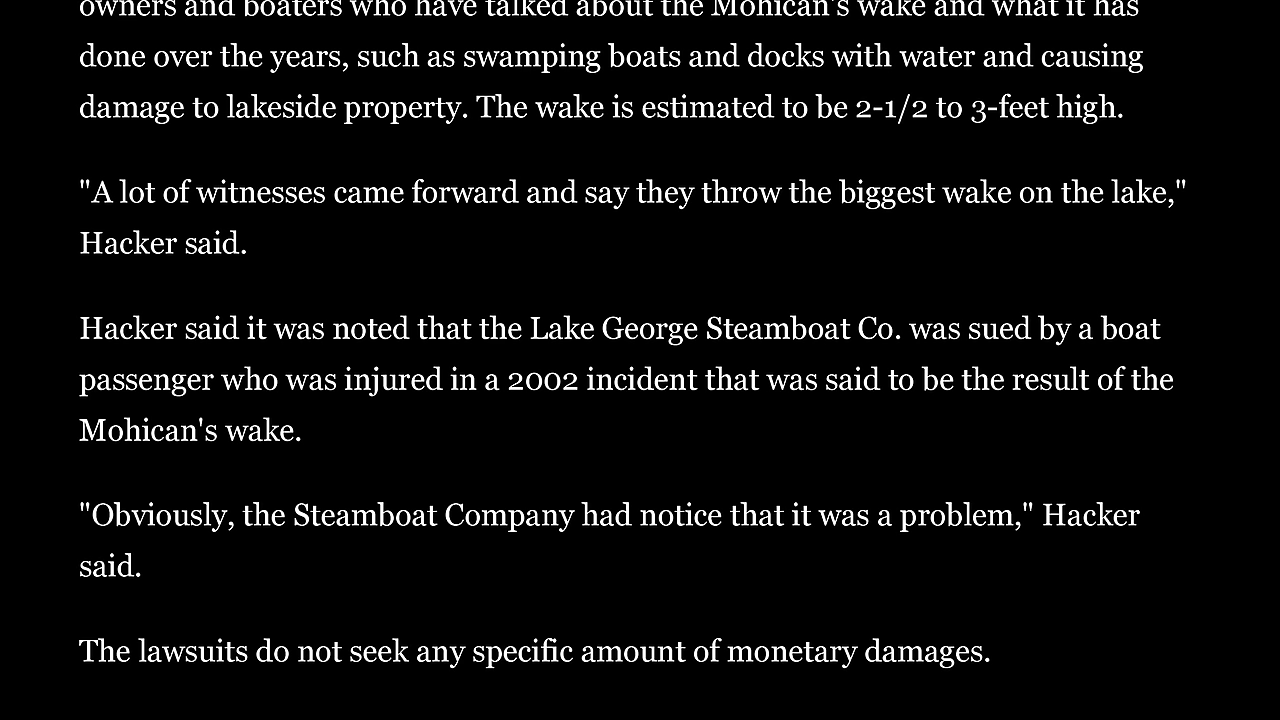 owners and boaters who have talked about the Mohican's wake and what it has
done over the years, such as swamping boats and docks with water and causing
damage to lakeside property. The wake is estimated to be 2-1/2 to 3-feet high.
"A lot of witnesses came forward and say they throw the biggest wake on the lake,"
Hacker said.
Hacker said it was noted that the Lake George Steamboat Co. was sued by a boat
passenger who was injured in a 2002 incident that was said to be the result of the
Mohican's wake.
"Obviously, the Steamboat Company had notice that it was a problem," Hacker
said.
The lawsuits do not seek any specific amount of monetary damages.